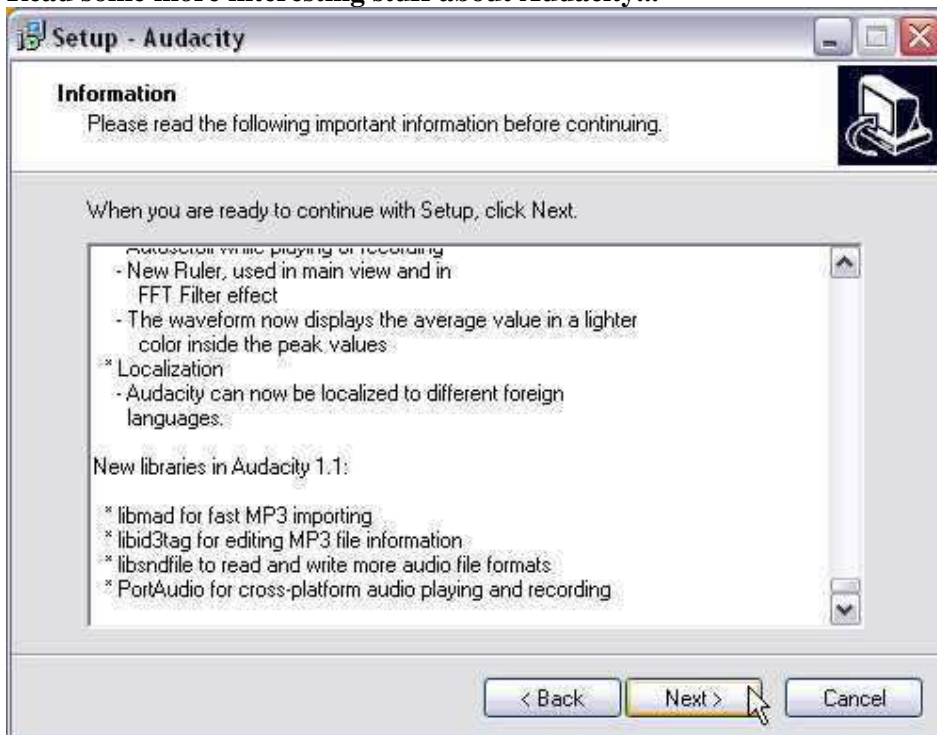 Read some more interesting stuff about Audacity...
Setup - Audacity
Information
Please read the following important information before continuing.
When you are ready to continue with Setup, click Next.
Autoscroll while playing or recording
- New Ruler, used in main view and in
FFT Filter effect
- The waveform now displays the average value in a lighter
color inside the peak values
* Localization
- Audacity can now be localized to different foreign
languages.
New libraries in Audacity 1.1:
* libmad for fast MP3 importing
* libid3tag for editing MP3 file information
* libsndfile to read and write more audio file formats
* PortAudio for cross-platform audio playing and recording
< Back
Next >
Cancel